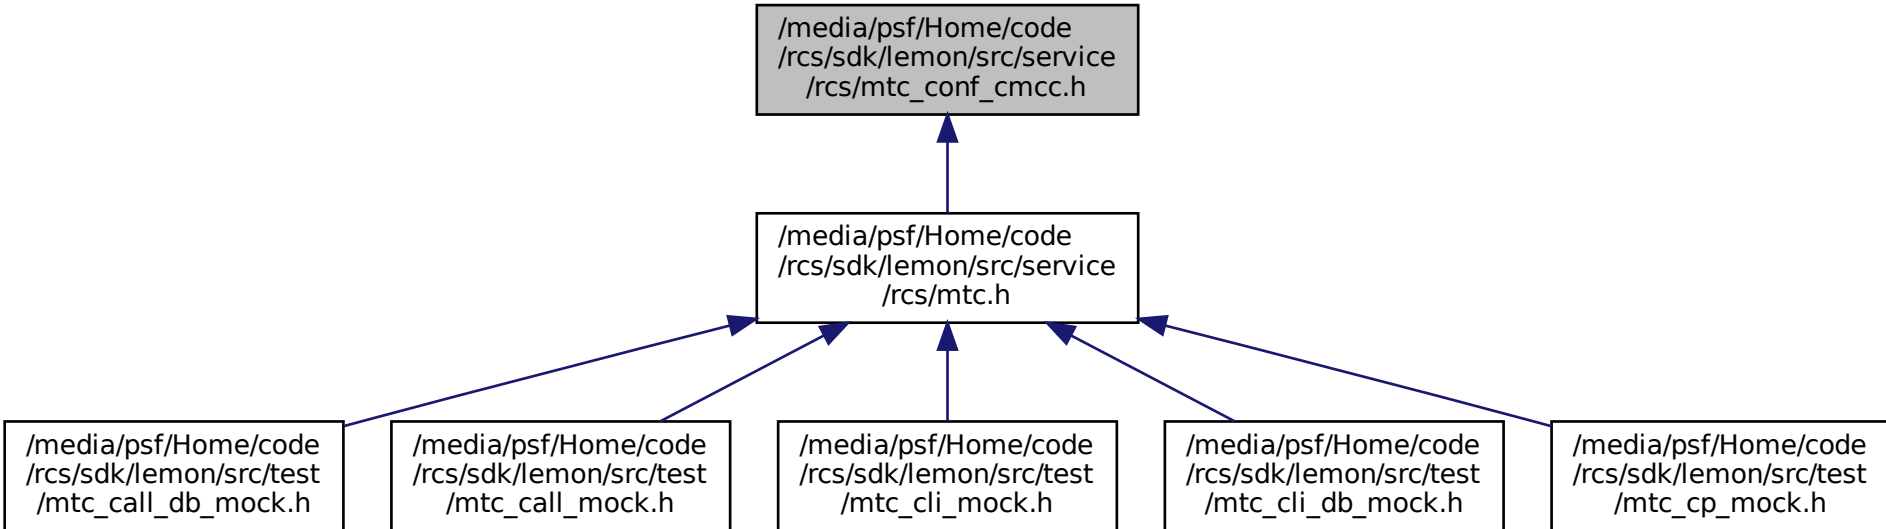 /media/psf/Home/code
/rcs/sdk/lemon/src/service
/rcs/mtc_conf_cmcc.h
/media/psf/Home/code
/rcs/sdk/lemon/src/service
/rcs/mtc.h
/media/psf/Home/code
/rcs/sdk/lemon/src/test
/mtc_call_db_mock.h
/media/psf/Home/code
/rcs/sdk/lemon/src/test
/mtc_call_mock.h
/media/psf/Home/code
/rcs/sdk/lemon/src/test
/mtc_cli_mock.h
/media/psf/Home/code
/rcs/sdk/lemon/src/test
/mtc_cli_db_mock.h
/media/psf/Home/code
/rcs/sdk/lemon/src/test
/mtc_cp_mock.h